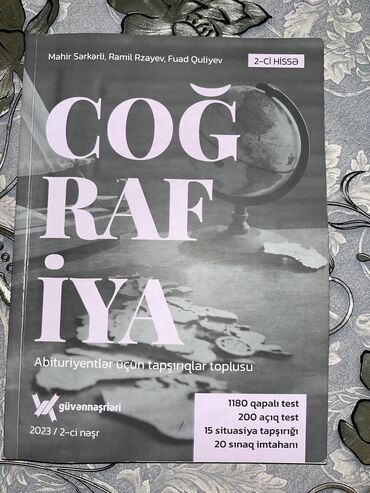 Mahir Sərkərli, Ramil Rzayev, Fuad Quliyev
2-Cİ HİSSƏ
COĞ
RAF
İYA
Abituriyentlər üçün tapşırıqlar toplusu
güvənnəşrləri
2023 / 2-ci nəşr
1180 qapalı test
200 açıq test
15 situasiya tapşırığı
20 sınaq imtahanı